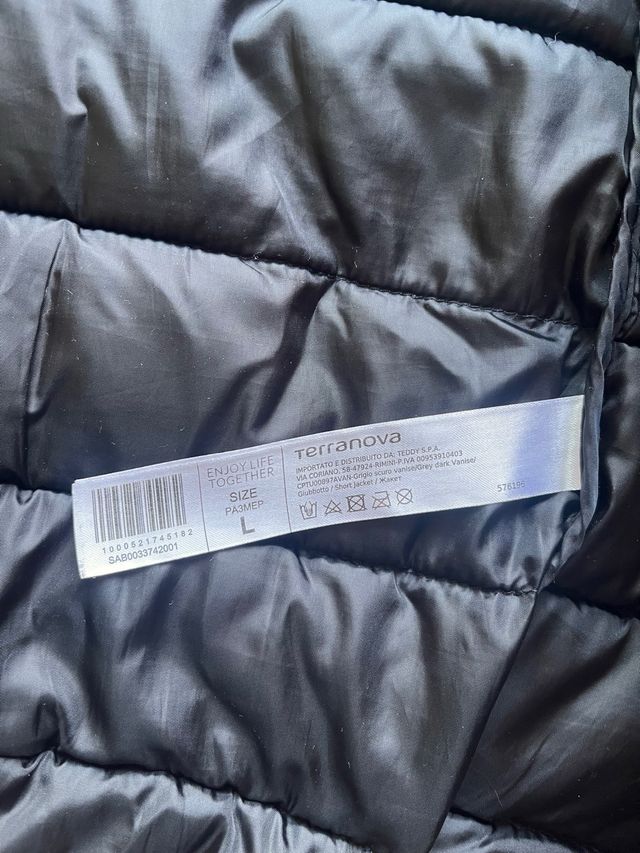 1000521745182
SAB0033742001
ENJOY LIFE
TOGETHER
SIZE
РАЗМЕР
L
Terranova
IMPORTATO E DISTRIBUITO DA: TEDDY S.P.A.
VIA CORIANO, 58-47924-RIMINI-P.IVA 00953910403
CPTU00897AVAN-Grigio scuro vanise/Grey dark Vanise/
Giubbotto / Short Jacket / Жакет
576195